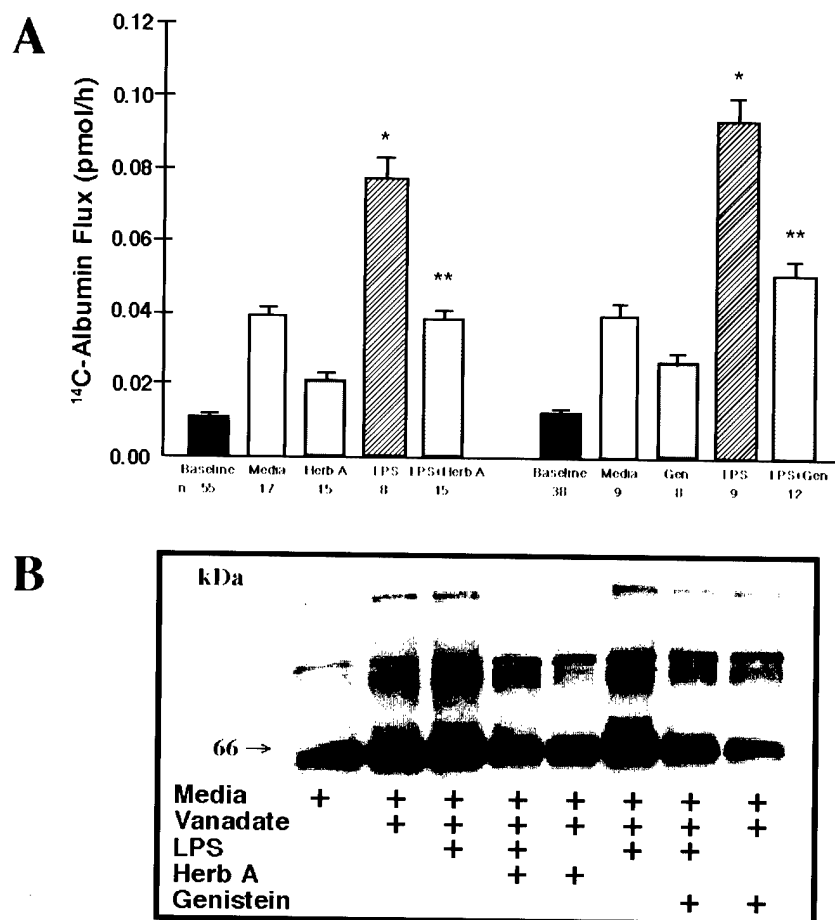 A
0.12
0.10
0.08
0.06
0.04
0.02
0.00
¹⁴C-Albumin Flux (pmol/h)
* ** * **
Baseline Media Herb A LPS LPS+Herb A Baseline Media Gen LPS LPS+Gen
n 55 17 15 8 15 38 9 8 9 12
B
kDa
66 →
Media + + + + + + + +
Vanadate + + + + + + +
LPS + + + +
Herb A + +
Genistein + +